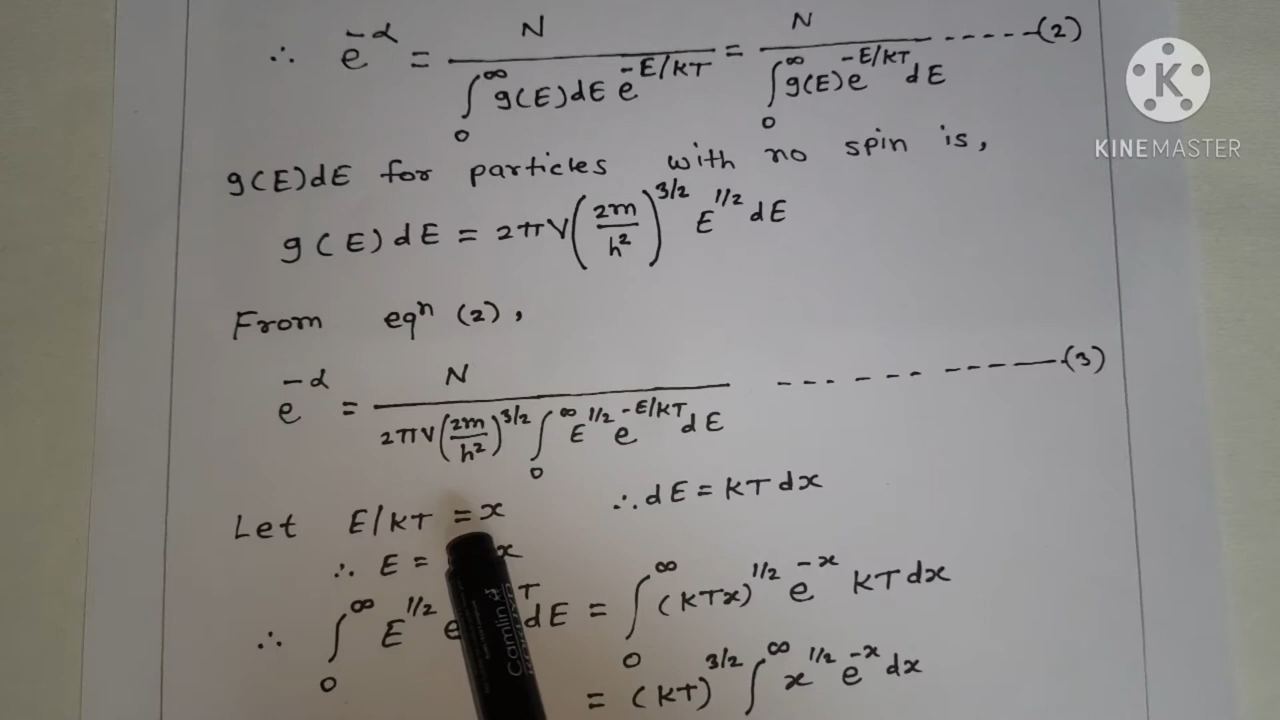 ∴ e^-α = N / ∫₀^∞ g(E)dE e^-E/KT = N / ∫₀^∞ g(E)e^-E/KT dE -----(2)
K
KINEMASTER
g(E)dE for particles with no spin is,
g(E)dE = 2πV(2m/h²)^3/2 E^1/2 dE
From eqⁿ (2),
e^-α = N / 2πV(2m/h²)^3/2 ∫₀^∞ E^1/2 e^-E/KT dE --------(3)
Let E/KT = x ∴ dE = KT dx
∴ E = x
∴ ∫₀^∞ E^1/2 e T dE = ∫₀^∞ (KTx)^1/2 e^-x KT dx
= (KT)^3/2 ∫^∞ x^1/2 e^-x dx
Camlin